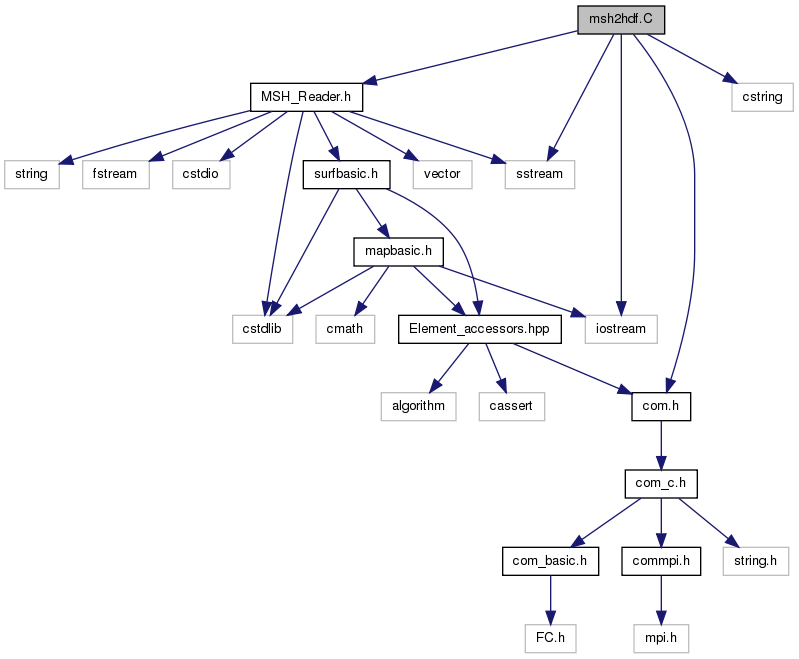 msh2hdf.C
MSH_Reader.h
cstring
string
fstream
cstdio
surfbasic.h
vector
sstream
mapbasic.h
cstdlib
cmath
Element_accessors.hpp
iostream
algorithm
cassert
com.h
com_c.h
com_basic.h
commpi.h
string.h
FC.h
mpi.h